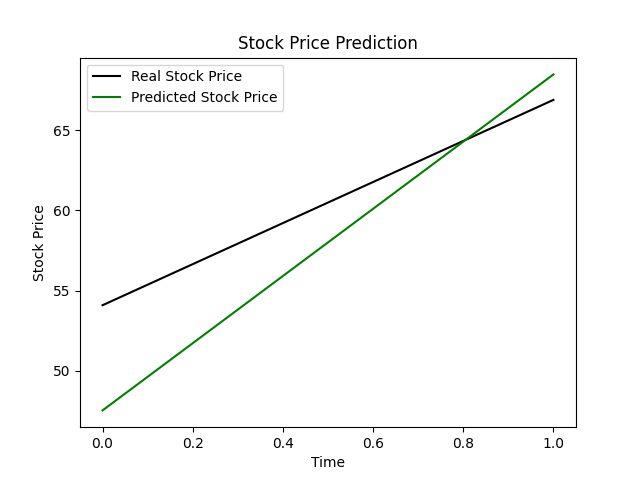 Stock Price Prediction
Real Stock Price
Predicted Stock Price
65
60
55
50
Stock Price
0.0 0.2 0.4 0.6 0.8 1.0
Time